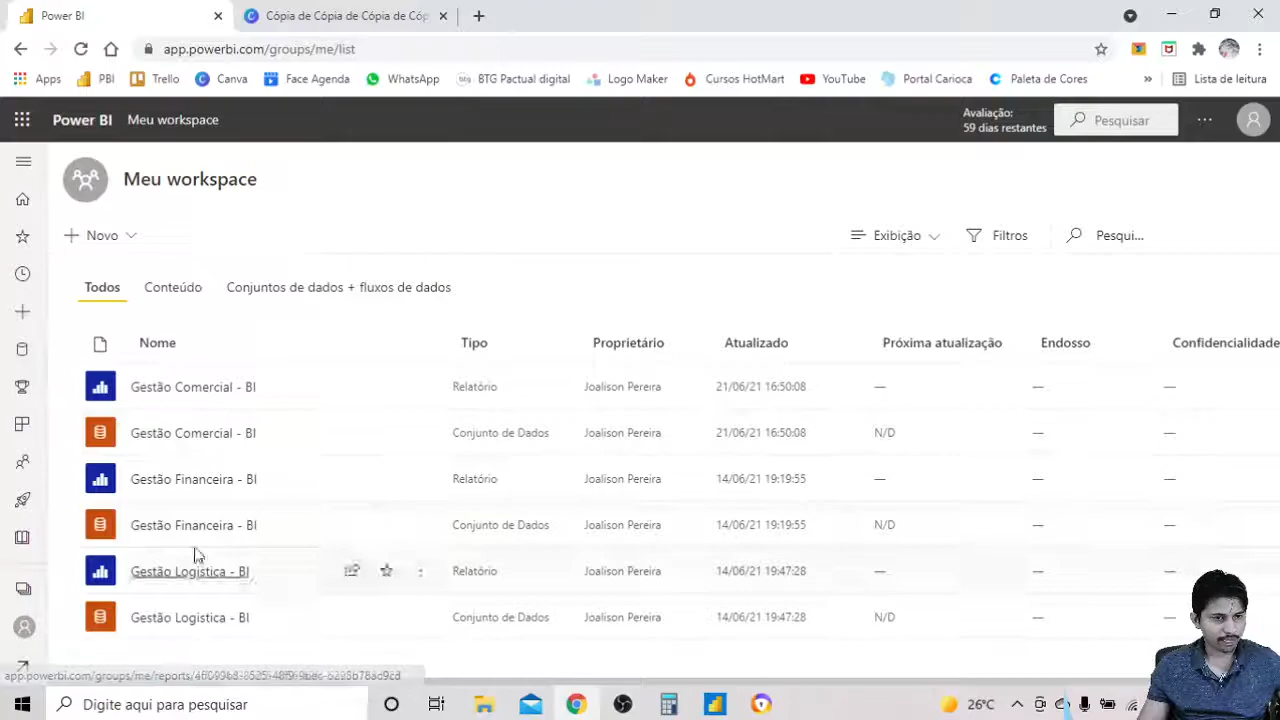 Power BI
Cópia de Cópia de Cópia de Cóp
app.powerbi.com/groups/me/list
Apps
PBI
Trello
Canva
Face Agenda
WhatsApp
btg
BTG Pactual digital
Logo Maker
Cursos HotMart
YouTube
Portal Carioca
Paleta de Cores
»
Lista de leitura
Power BI
Meu workspace
Avaliação:
59 dias restantes
Pesquisar
Meu workspace
Novo
Exibição
Filtros
Pesqui...
Todos
Conteúdo
Conjuntos de dados + fluxos de dados
Nome
Tipo
Proprietário
Atualizado
Próxima atualização
Endosso
Confidencialidade
Gestão Comercial - BI
Relatório
Joalison Pereira
21/06/21 16:50:08
—
—
—
Gestão Comercial - BI
Conjunto de Dados
Joalison Pereira
21/06/21 16:50:08
N/D
—
—
Gestão Financeira - BI
Relatório
Joalison Pereira
14/06/21 19:19:55
—
—
—
Gestão Financeira - BI
Conjunto de Dados
Joalison Pereira
14/06/21 19:19:55
N/D
—
—
Gestão Logistica - BI
Relatório
Joalison Pereira
14/06/21 19:47:28
—
—
—
Gestão Logistica - BI
Conjunto de Dados
Joalison Pereira
14/06/21 19:47:28
N/D
—
—
Digite aqui para pesquisar
26°C